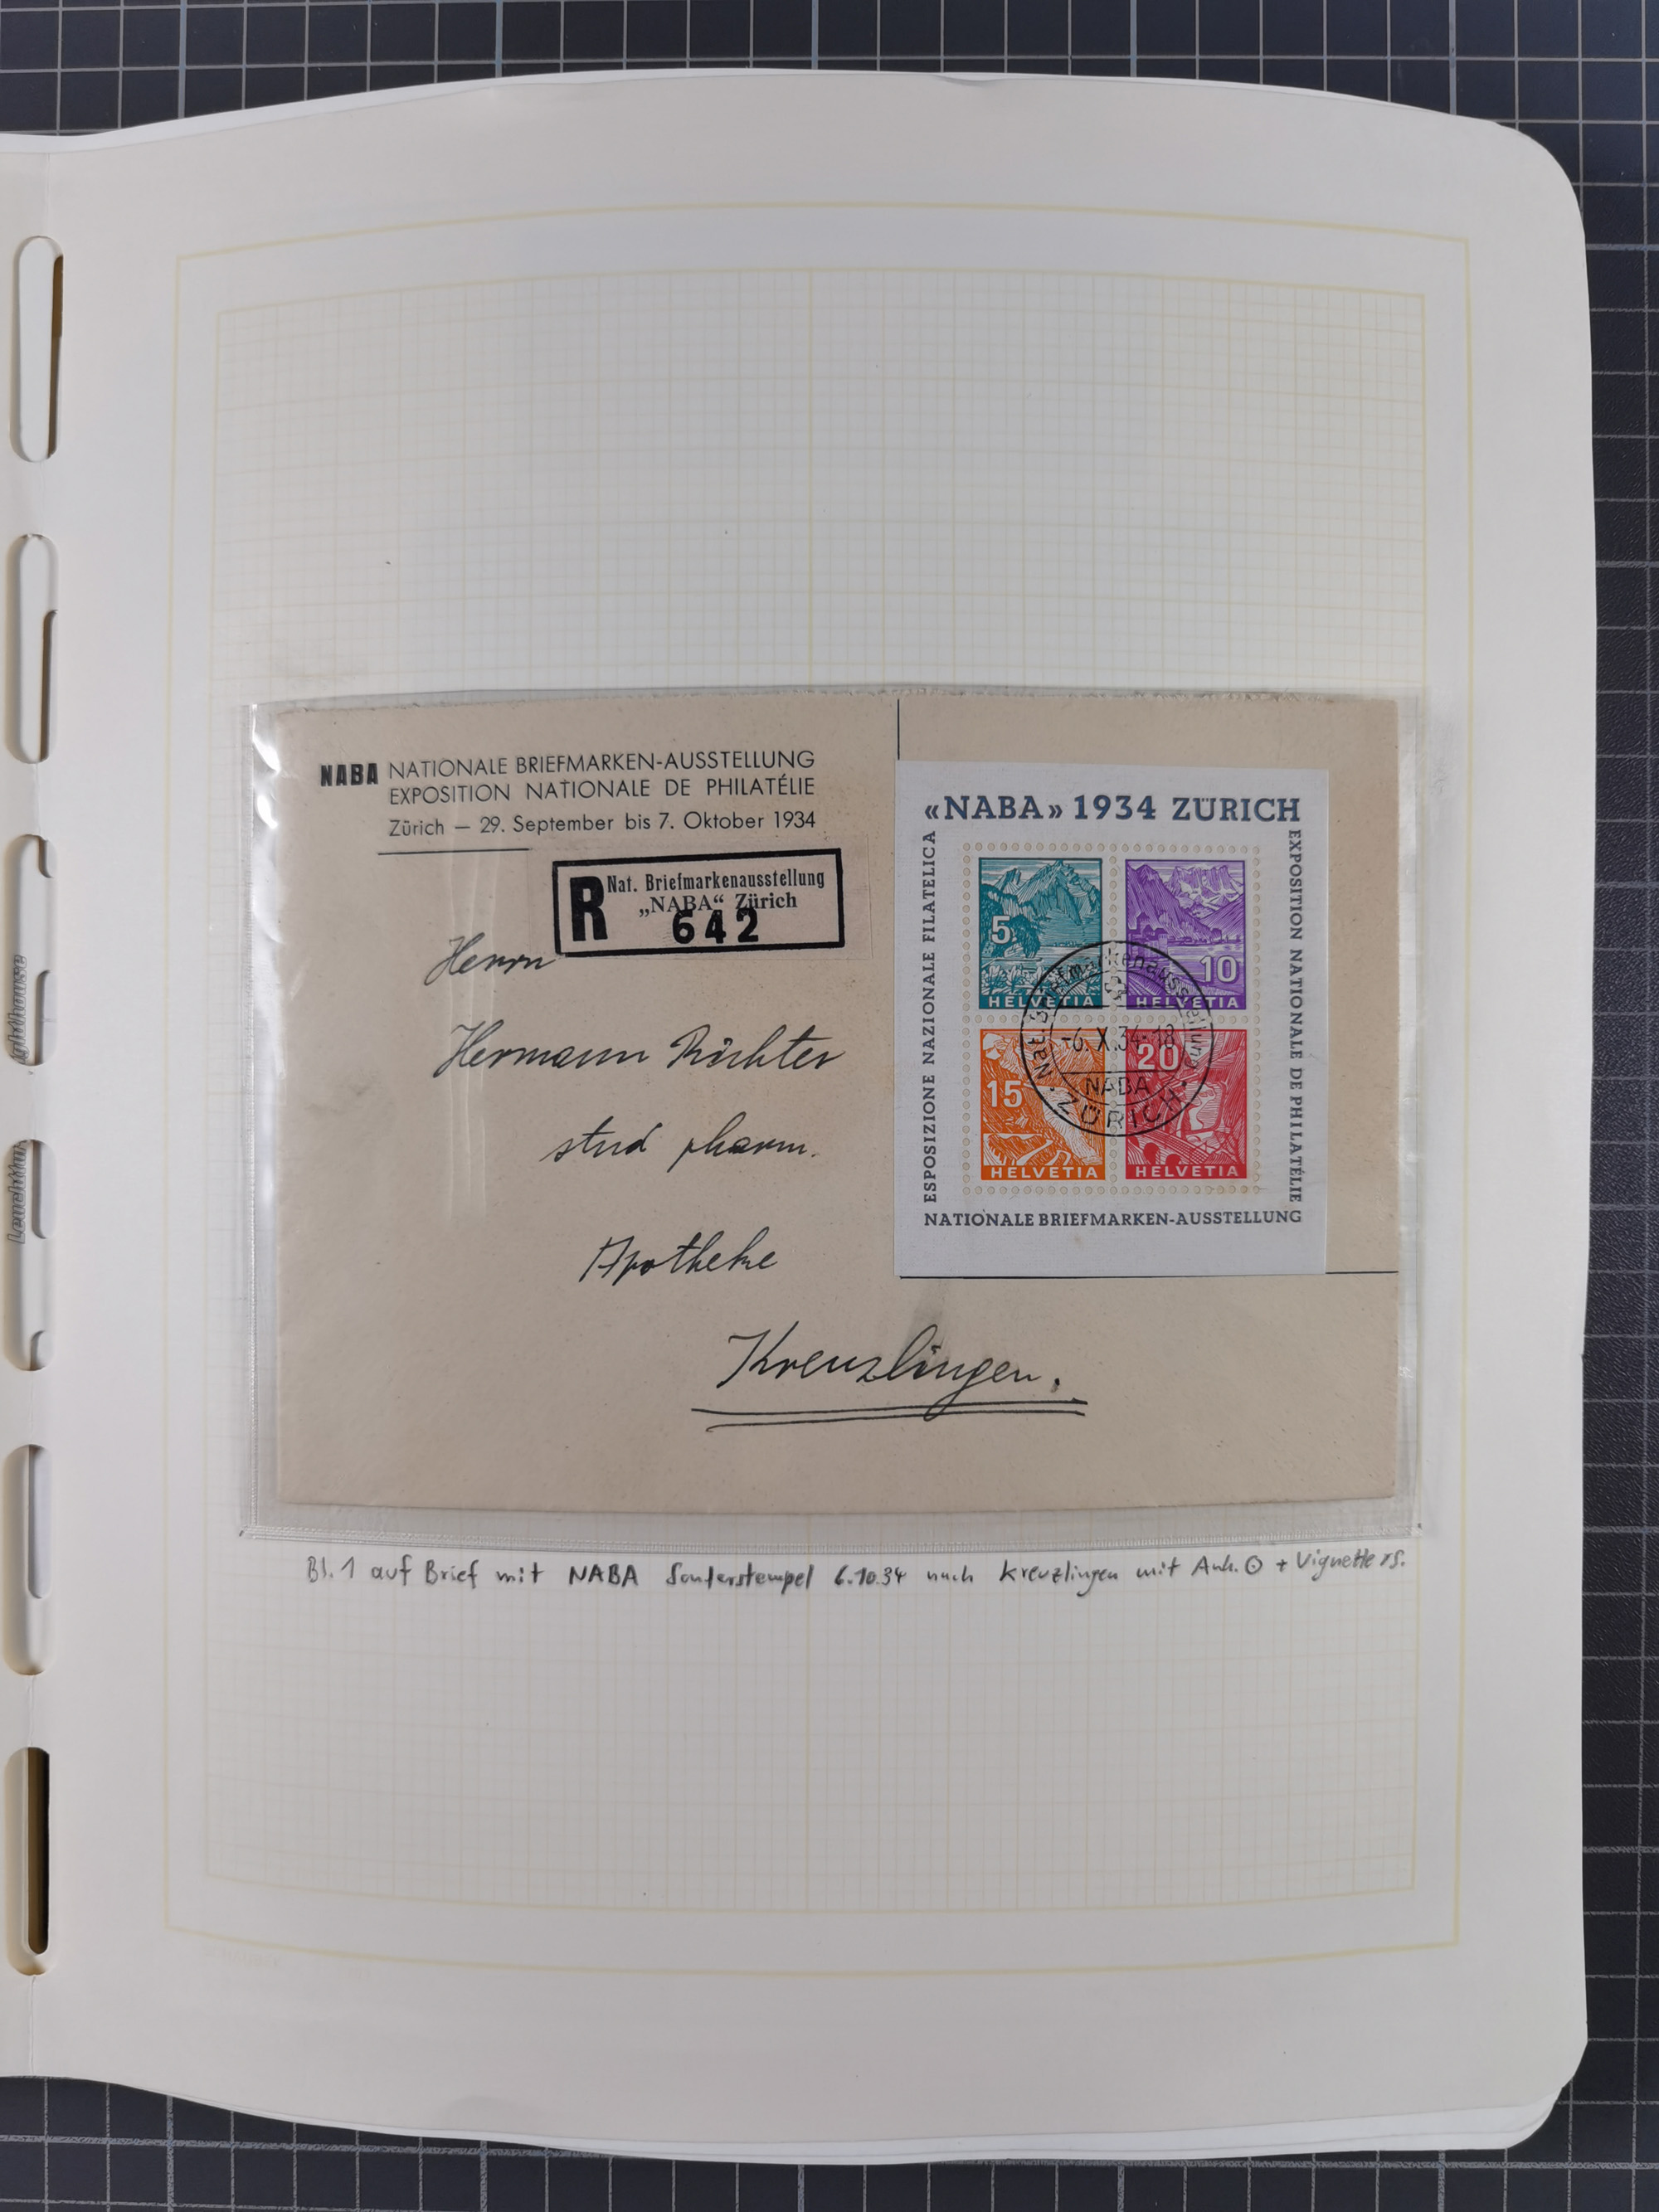 NABA NATIONALE BRIEFMARKEN-AUSSTELLUNG
EXPOSITION NATIONALE DE PHILATÉLIE
Zürich — 29. September bis 7. Oktober 1934
R Nat. Briefmarkenausstellung
„NABA“ Zürich
642
Herrn
Hermann Richter
stud pharm.
Apotheke
Kreuzlingen.
«NABA» 1934 ZÜRICH
ESPOSIZIONE NAZIONALE FILATELICA
EXPOSITION NATIONALE DE PHILATÉLIE
5
HELVETIA
10
HELVETIA
15
HELVETIA
20
HELVETIA
Nat. Briefmarkenausstellung
-6.X.34-18
NABA
ZÜRICH
NATIONALE BRIEFMARKEN-AUSSTELLUNG
Bl. 1 auf Brief mit NABA Sonderstempel 6.10.34 nach Kreuzlingen mit Ank. ⊙ + Vignette rs.